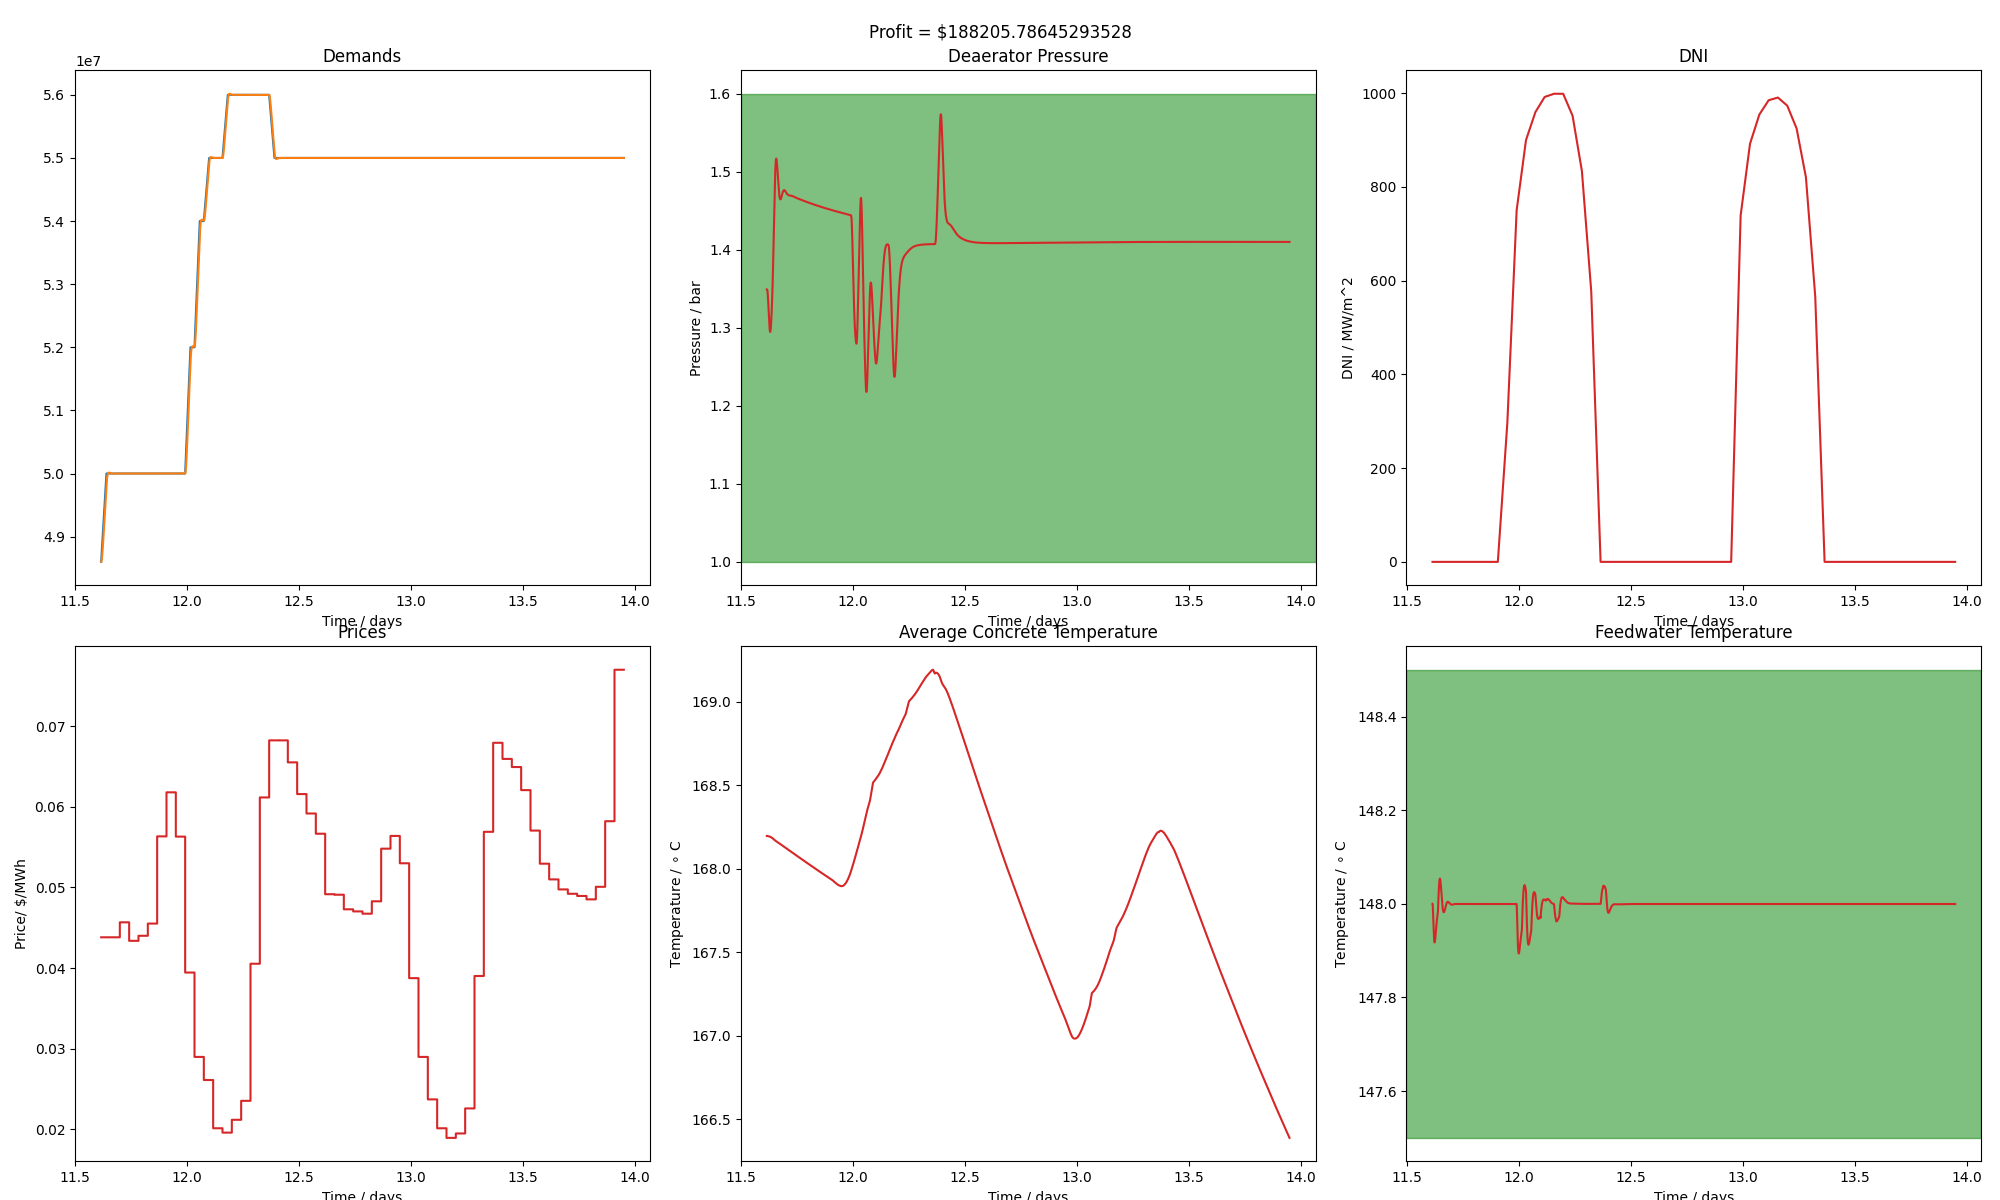 Profit = $188205.78645293528
Demands
1e7
5.6
5.5
5.4
5.3
5.2
5.1
5.0
4.9
11.5 12.0 12.5 13.0 13.5 14.0
Time / days
Deaerator Pressure
Pressure / bar
1.6
1.5
1.4
1.3
1.2
1.1
1.0
11.5 12.0 12.5 13.0 13.5 14.0
Time / days
DNI
DNI / MW/m^2
1000
800
600
400
200
0
11.5 12.0 12.5 13.0 13.5 14.0
Time / days
Prices
Price/ $/MWh
0.07
0.06
0.05
0.04
0.03
0.02
11.5 12.0 12.5 13.0 13.5 14.0
Time / days
Average Concrete Temperature
Temperature / ∘ C
169.0
168.5
168.0
167.5
167.0
166.5
11.5 12.0 12.5 13.0 13.5 14.0
Time / days
Feedwater Temperature
Temperature / ∘ C
148.4
148.2
148.0
147.8
147.6
11.5 12.0 12.5 13.0 13.5 14.0
Time / days